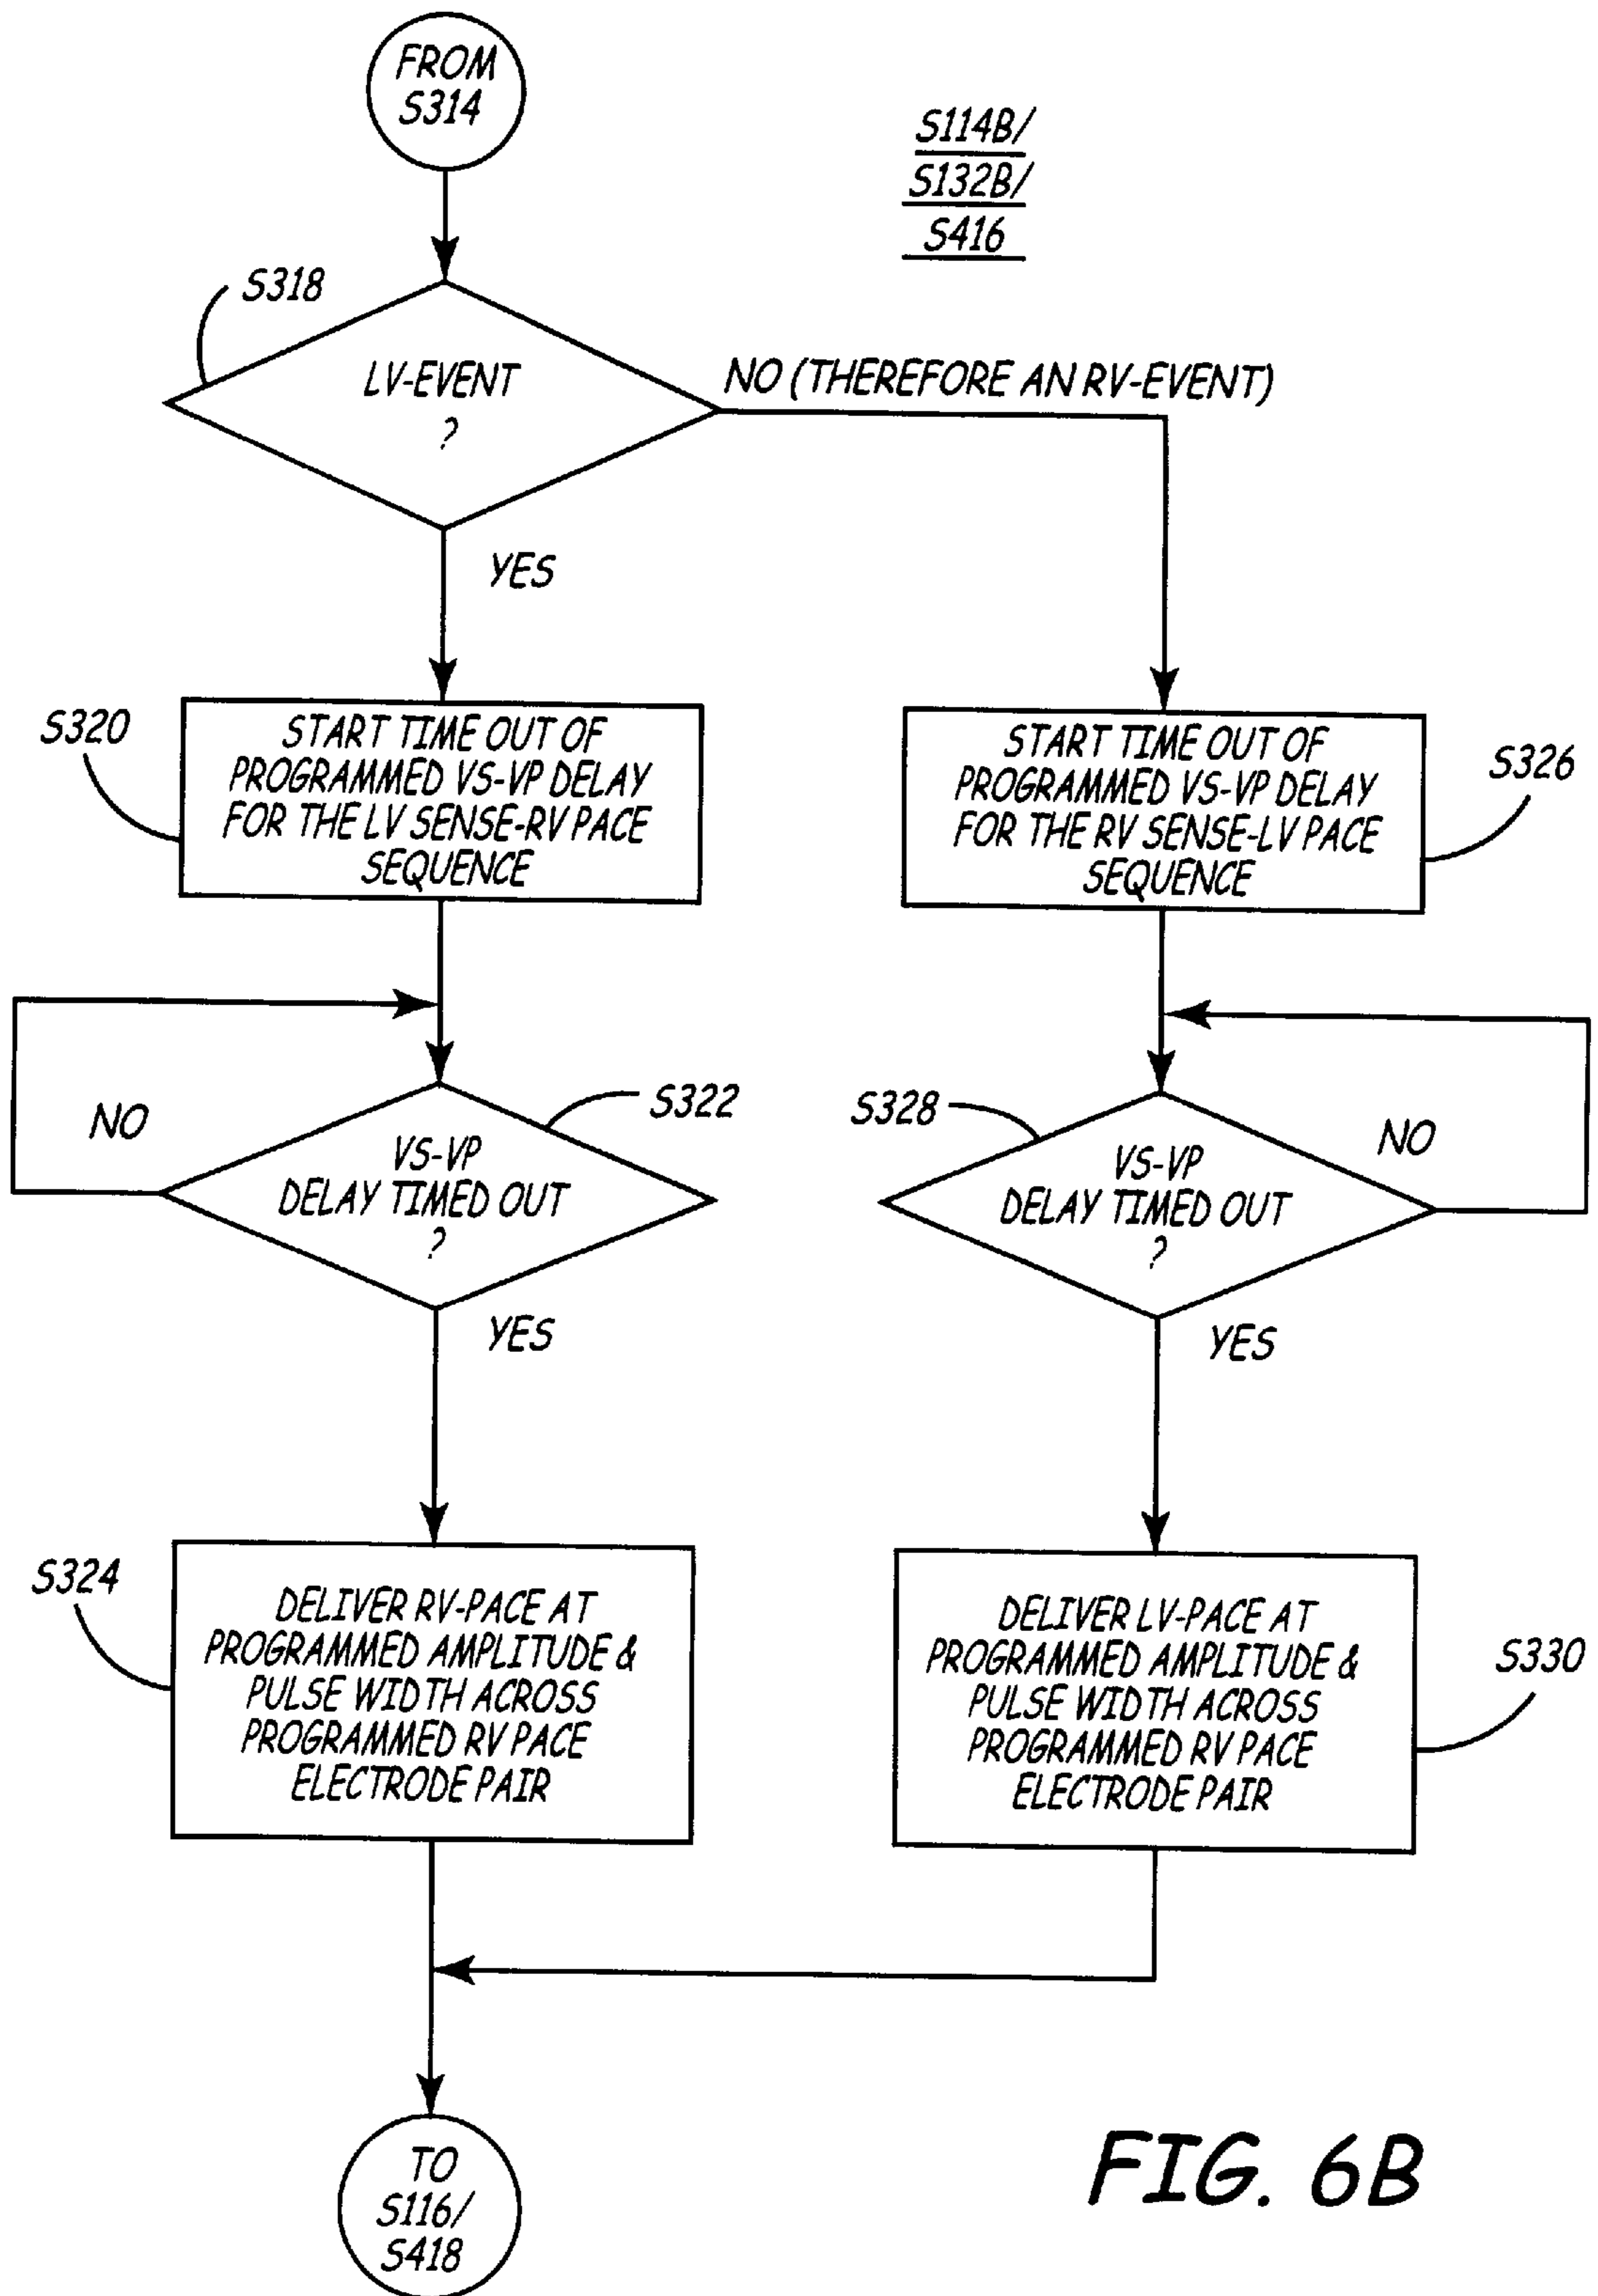 FROM
S314
S114B/
S132B/
S416
S318
LV-EVENT
?
NO (THEREFORE AN RV-EVENT)
YES
S320
START TIME OUT OF
PROGRAMMED VS-VP DELAY
FOR THE LV SENSE-RV PACE
SEQUENCE
START TIME OUT OF
PROGRAMMED VS-VP DELAY
FOR THE RV SENSE-LV PACE
SEQUENCE
S326
NO
S322
VS-VP
DELAY TIMED OUT
?
YES
S328
VS-VP
DELAY TIMED OUT
?
NO
YES
S324
DELIVER RV-PACE AT
PROGRAMMED AMPLITUDE &
PULSE WIDTH ACROSS
PROGRAMMED RV PACE
ELECTRODE PAIR
DELIVER LV-PACE AT
PROGRAMMED AMPLITUDE &
PULSE WIDTH ACROSS
PROGRAMMED RV PACE
ELECTRODE PAIR
S330
TO
S116/
S418
FIG. 6B